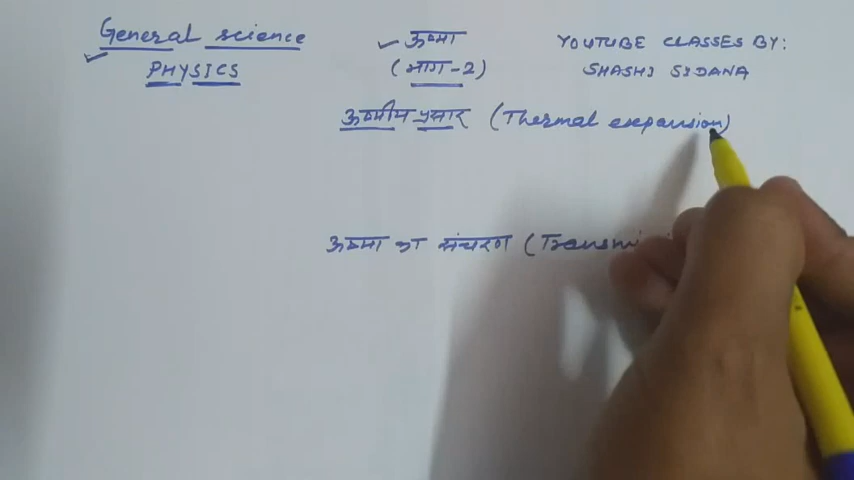 General science
PHYSICS
ऊष्मा
(भाग-2)
YOUTUBE CLASSES BY:
SHASHI SIDANA
ऊष्मीय प्रसार (Thermal expansion)
ऊष्मा का संचरण (Transmi